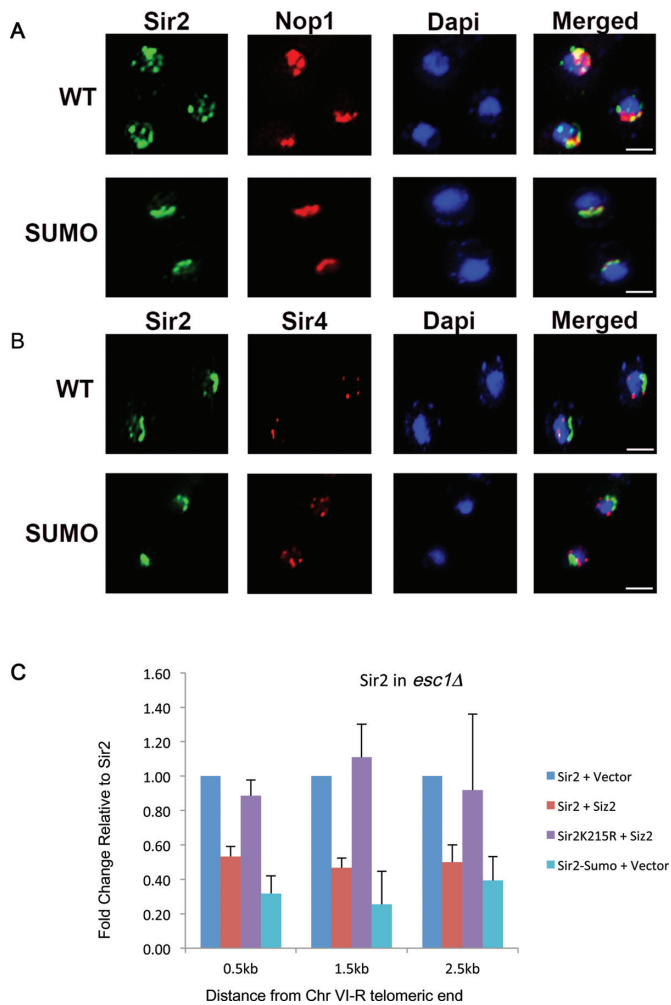 A
Sir2 Nop1 Dapi Merged
WT
SUMO
B
Sir2 Sir4 Dapi Merged
WT
SUMO
C
Sir2 in esc1Δ
Fold Change Relative to Sir2
1.60
1.40
1.20
1.00
0.80
0.60
0.40
0.20
0.00
0.5kb 1.5kb 2.5kb
Distance from Chr VI-R telomeric end
Sir2 + Vector
Sir2 + Siz2
Sir2K215R + Siz2
Sir2-Sumo + Vector